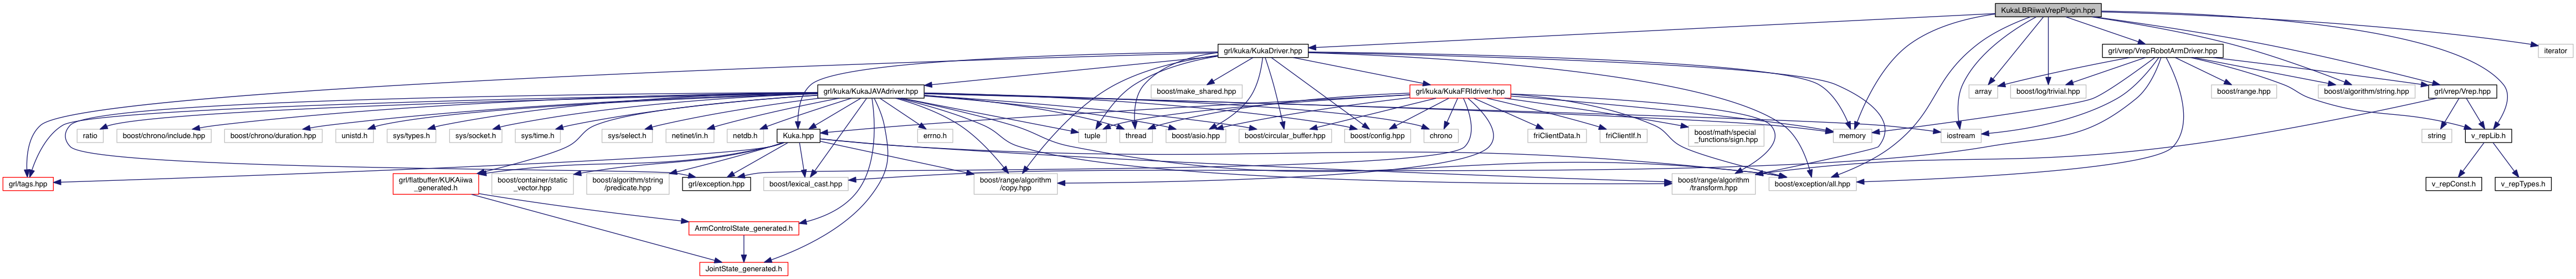 KukaLBRiiwaVrepPlugin.hpp
grl/kuka/KukaDriver.hpp
grl/vrep/VrepRobotArmDriver.hpp
iterator
grl/kuka/KukaJAVAdriver.hpp
boost/make_shared.hpp
grl/kuka/KukaFRIdriver.hpp
array
boost/log/trivial.hpp
boost/range.hpp
boost/algorithm/string.hpp
grl/vrep/Vrep.hpp
ratio
boost/chrono/include.hpp
boost/chrono/duration.hpp
unistd.h
sys/types.h
sys/socket.h
sys/time.h
sys/select.h
netinet/in.h
netdb.h
Kuka.hpp
errno.h
tuple
thread
boost/asio.hpp
boost/circular_buffer.hpp
boost/config.hpp
chrono
friClientData.h
friClientIf.h
boost/math/special
_functions/sign.hpp
memory
iostream
string
v_repLib.h
grl/tags.hpp
grl/flatbuffer/KUKAiiwa
_generated.h
boost/container/static
_vector.hpp
boost/algorithm/string
/predicate.hpp
grl/exception.hpp
boost/lexical_cast.hpp
boost/range/algorithm
/copy.hpp
boost/range/algorithm
/transform.hpp
boost/exception/all.hpp
v_repConst.h
v_repTypes.h
ArmControlState_generated.h
JointState_generated.h